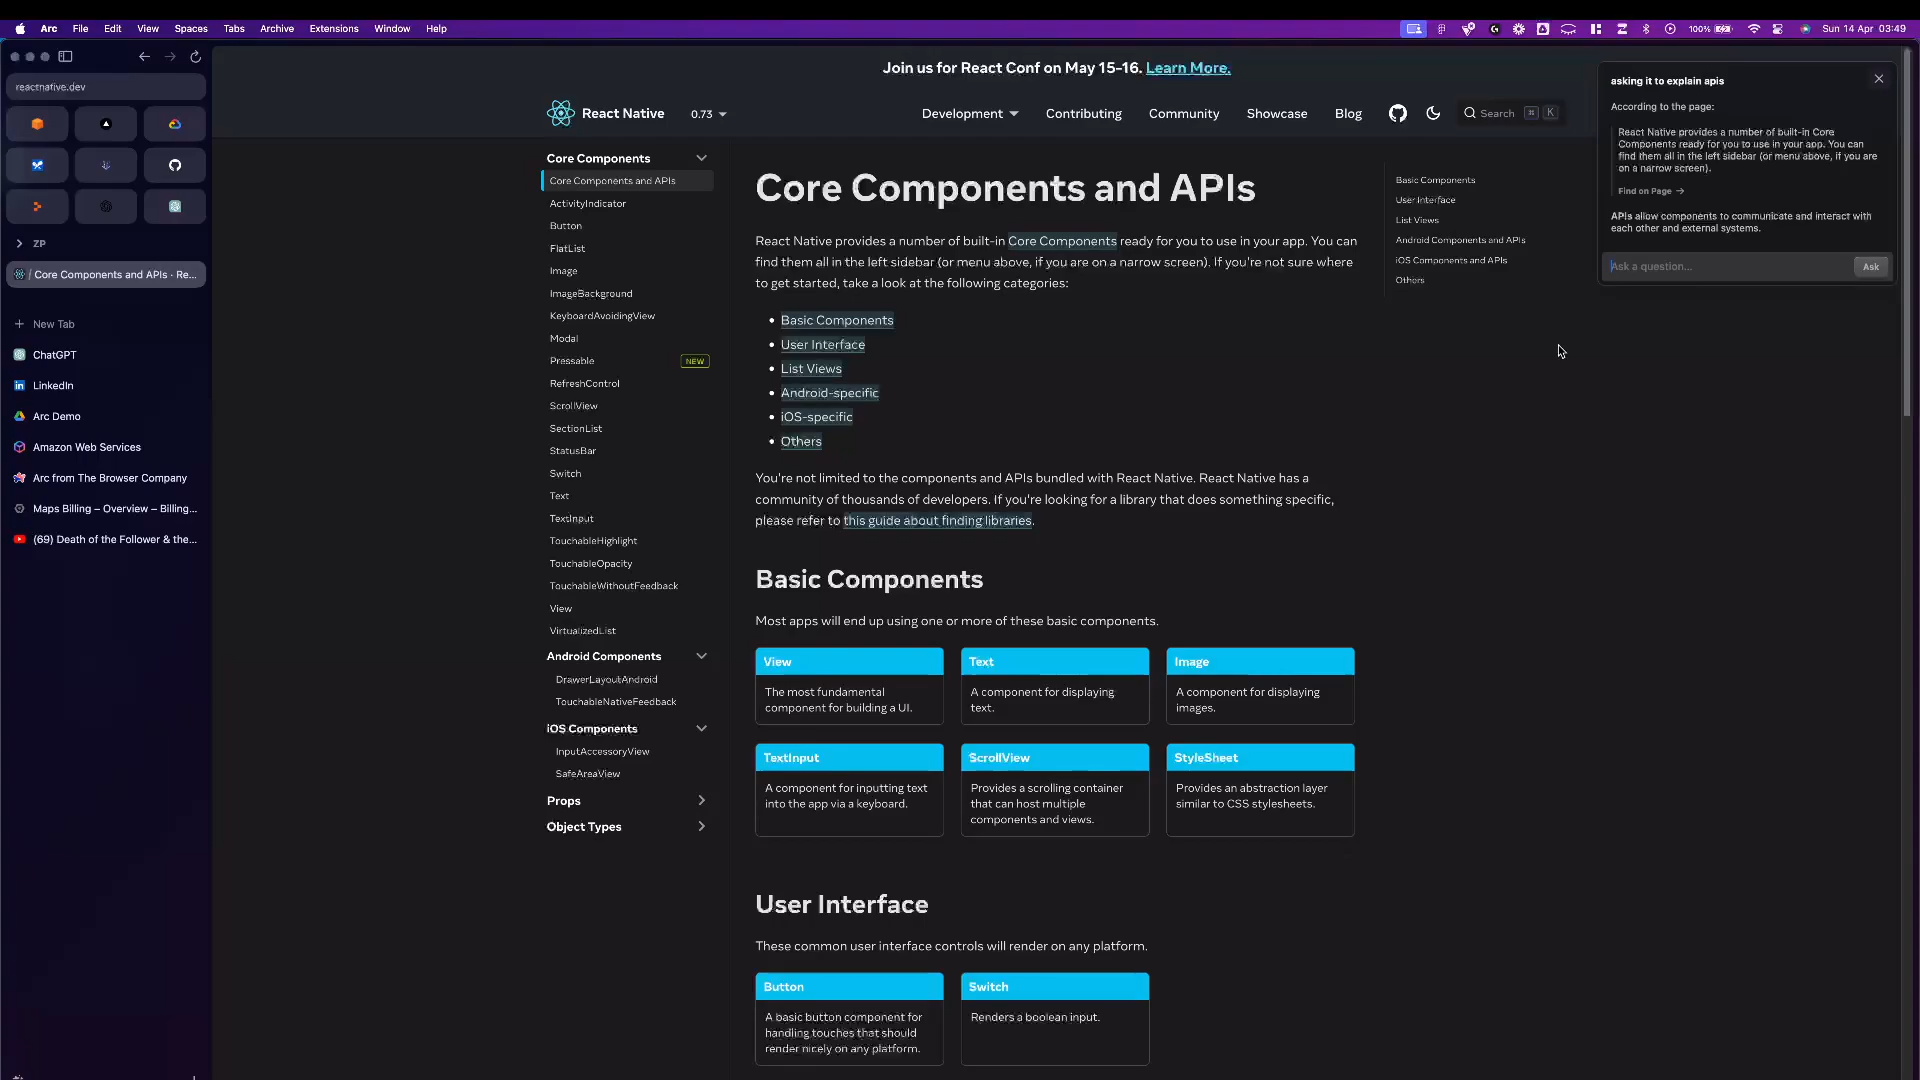 Arc File Edit View Spaces Tabs Archive Extensions Window Help
100% Sun 14 Apr 03:49
reactnative.dev
ZP
/ Core Components and APIs · Re...
New Tab
ChatGPT
LinkedIn
Arc Demo
Amazon Web Services
Arc from The Browser Company
Maps Billing – Overview – Billing...
(69) Death of the Follower & the...
Join us for React Conf on May 15-16. Learn More.
React Native 0.73 Development Contributing Community Showcase Blog Search ⌘ K
Core Components
Core Components and APIs
ActivityIndicator
Button
FlatList
Image
ImageBackground
KeyboardAvoidingView
Modal
Pressable NEW
RefreshControl
ScrollView
SectionList
StatusBar
Switch
Text
TextInput
TouchableHighlight
TouchableOpacity
TouchableWithoutFeedback
View
VirtualizedList
Android Components
DrawerLayoutAndroid
TouchableNativeFeedback
iOS Components
InputAccessoryView
SafeAreaView
Props
Object Types
Core Components and APIs
React Native provides a number of built-in Core Components ready for you to use in your app. You can
find them all in the left sidebar (or menu above, if you are on a narrow screen). If you're not sure where
to get started, take a look at the following categories:
• Basic Components
• User Interface
• List Views
• Android-specific
• iOS-specific
• Others
You're not limited to the components and APIs bundled with React Native. React Native has a
community of thousands of developers. If you're looking for a library that does something specific,
please refer to this guide about finding libraries.
Basic Components
Most apps will end up using one or more of these basic components.
View
The most fundamental
component for building a UI.
Text
A component for displaying
text.
Image
A component for displaying
images.
TextInput
A component for inputting text
into the app via a keyboard.
ScrollView
Provides a scrolling container
that can host multiple
components and views.
StyleSheet
Provides an abstraction layer
similar to CSS stylesheets.
User Interface
These common user interface controls will render on any platform.
Button
A basic button component for
handling touches that should
render nicely on any platform.
Switch
Renders a boolean input.
Basic Components
User Interface
List Views
Android Components and APIs
iOS Components and APIs
Others
asking it to explain apis
According to the page:
React Native provides a number of built-in Core
Components ready for you to use in your app. You can
find them all in the left sidebar (or menu above, if you are
on a narrow screen).
Find on Page →
APIs allow components to communicate and interact with
each other and external systems.
Ask a question... Ask